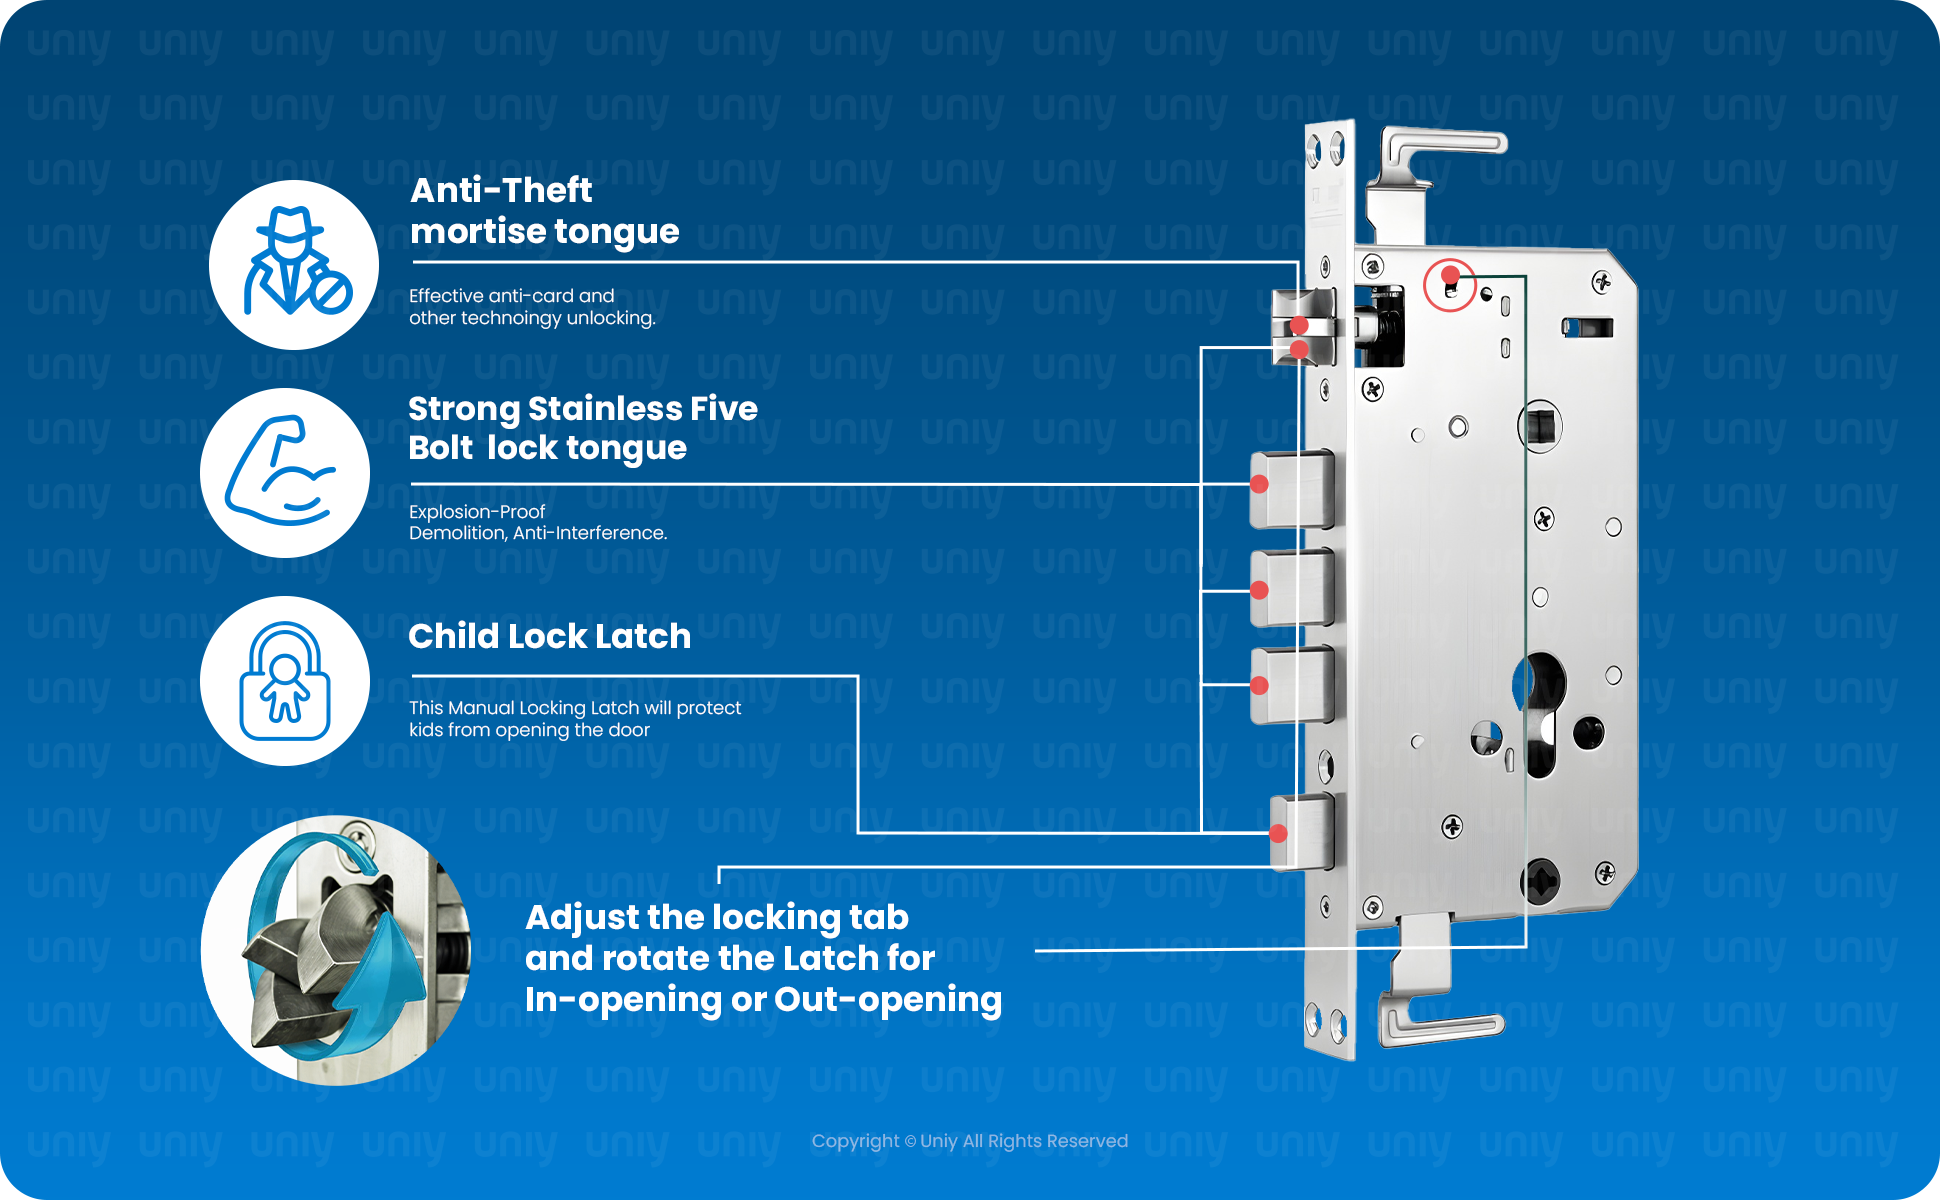 Anti-Theft
mortise tongue
Effective anti-card and
other technoingy unlocking.
Strong Stainless Five
Bolt lock tongue
Explosion-Proof
Demolition, Anti-Interference.
Child Lock Latch
This Manual Locking Latch will protect
kids from opening the door
Adjust the locking tab
and rotate the Latch for
In-opening or Out-opening
Copyright © Uniy All Rights Reserved